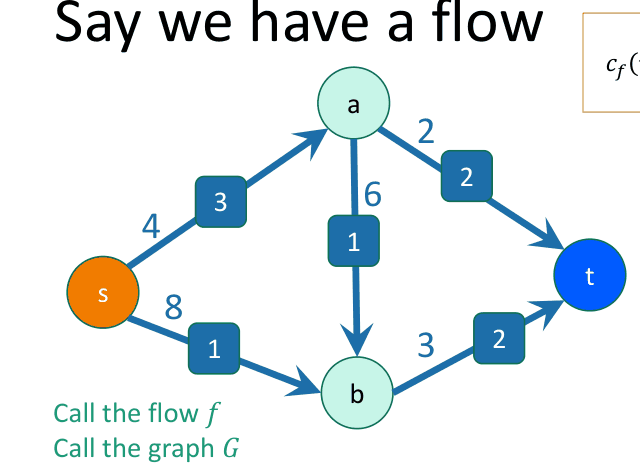 Say we have a flow
c_f(
a
2
2
3
6
4
1
t
s
8
3
2
1
b
Call the flow f
Call the graph G